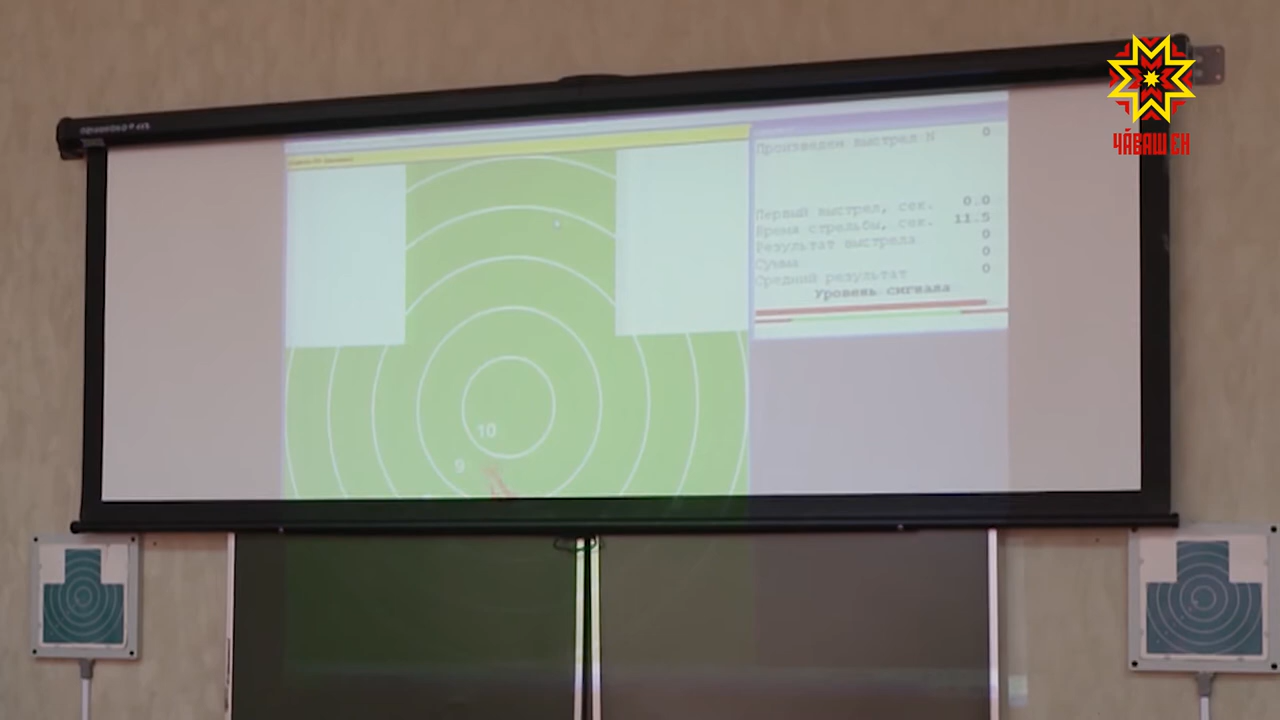 ЧӐВАШ ЕН
Произведен выстрел N 0
Первый выстрел, сек. 0.0
Время стрельбы, сек. 11.5
Результат выстрела 0
Сумма 0
Средний результат 0
Уровень сигнала
10
9